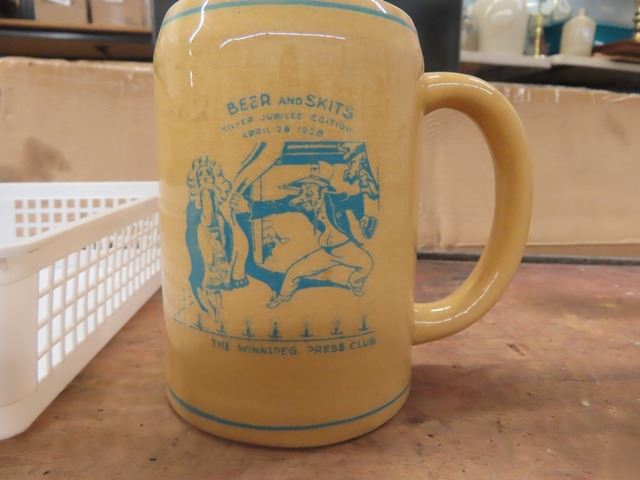 BEER AND SKITS
SILVER JUBILEE EDITION
APRIL 28 1938
THE WINNIPEG PRESS CLUB